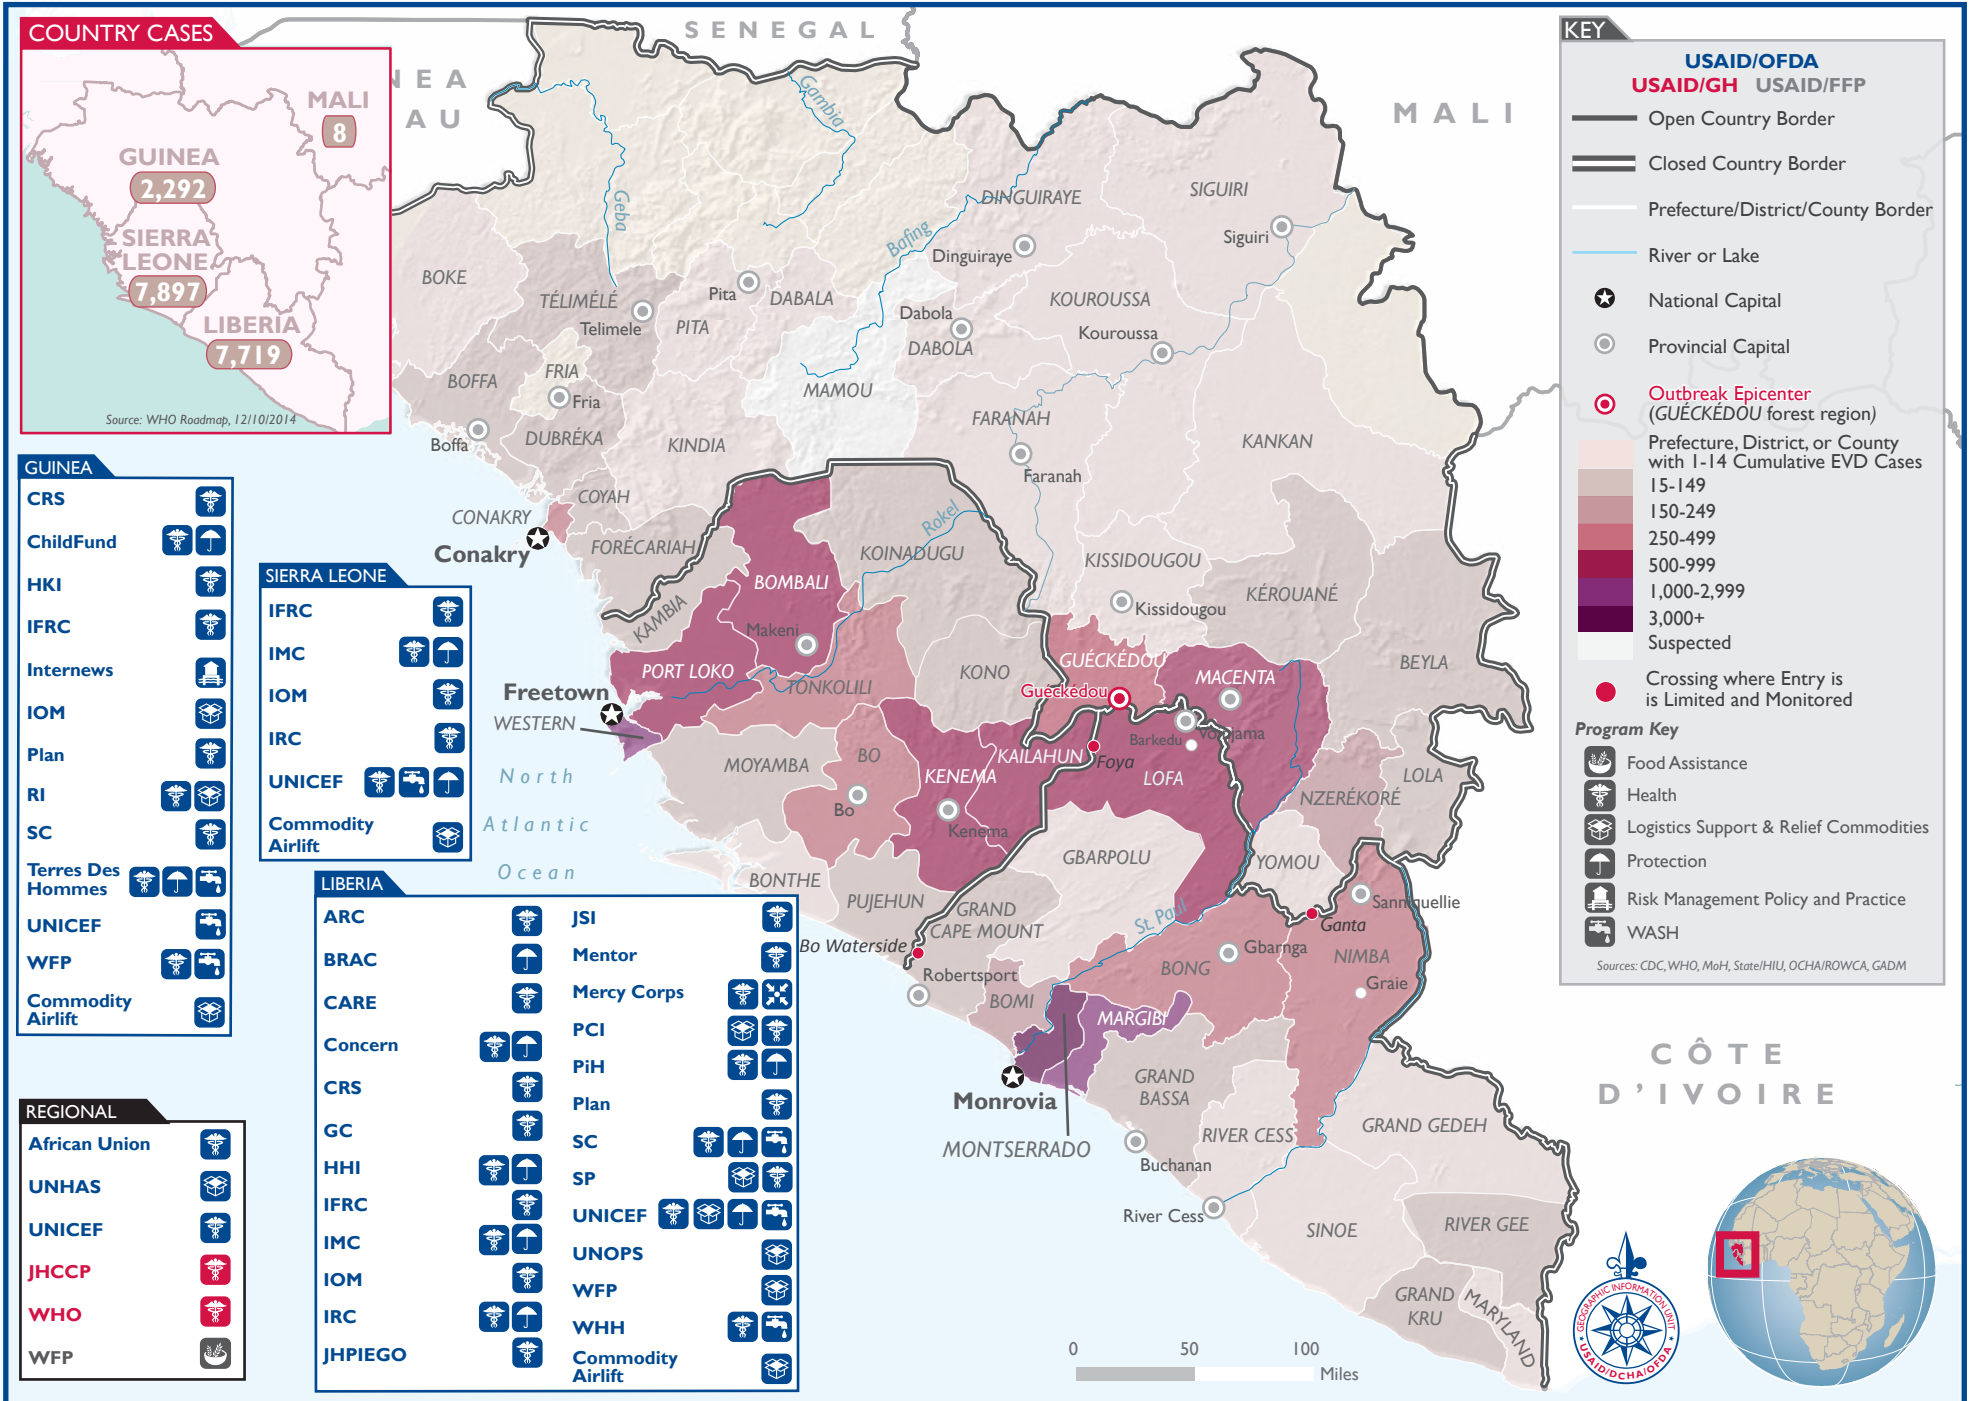 COUNTRY CASES
MALI
8
GUINEA
2,292
SIERRA
LEONE
7,897
LIBERIA
7,719
Source: WHO Roadmap, 12/10/2014
SENEGAL
NEA
AU
MALI
CÔTE
D'IVOIRE
North
Atlantic
Ocean
Gambia
Geba
Bafing
Rokel
St. Paul
BOKE
TÉLIMÉLÉ
Telimele
Pita
PITA
DABALA
DINGUIRAYE
Dinguiraye
SIGUIRI
Siguiri
Dabola
DABOLA
KOUROUSSA
Kouroussa
BOFFA
Boffa
FRIA
Fria
DUBRÉKA
KINDIA
MAMOU
FARANAH
Faranah
KANKAN
COYAH
CONAKRY
Conakry
FORÉCARIAH
KAMBIA
BOMBALI
Makeni
KOINADUGU
KISSIDOUGOU
Kissidougou
KÉROUANÉ
BEYLA
PORT LOKO
Freetown
WESTERN
TONKOLILI
KONO
GUÉCKÉDOU
Gueckedou
MACENTA
MOYAMBA
BO
Bo
KENEMA
Kenema
KAILAHUN
Foya
Barkedu
Voinjama
LOFA
NZERÉKORÉ
LOLA
YOMOU
BONTHE
PUJEHUN
GBARPOLU
GRAND
CAPE MOUNT
Bo Waterside
Robertsport
BOMI
BONG
Gbarnga
Ganta
Sanniquellie
NIMBA
Graie
MARGIBI
Monrovia
MONTSERRADO
GRAND
BASSA
Buchanan
RIVER CESS
River Cess
GRAND GEDEH
SINOE
RIVER GEE
GRAND
KRU
MARYLAND
0 50 100
Miles
GUINEA
CRS
ChildFund
HKI
IFRC
Internews
IOM
Plan
RI
SC
Terres Des
Hommes
UNICEF
WFP
Commodity
Airlift
SIERRA LEONE
IFRC
IMC
IOM
IRC
UNICEF
Commodity
Airlift
LIBERIA
ARC
BRAC
CARE
Concern
CRS
GC
HHI
IFRC
IMC
IOM
IRC
JHPIEGO
JSI
Mentor
Mercy Corps
PCI
PiH
Plan
SC
SP
UNICEF
UNOPS
WFP
WHH
Commodity
Airlift
REGIONAL
African Union
UNHAS
UNICEF
JHCCP
WHO
WFP
KEY
USAID/OFDA
USAID/GH USAID/FFP
Open Country Border
Closed Country Border
Prefecture/District/County Border
River or Lake
National Capital
Provincial Capital
Outbreak Epicenter
(GUÉCKÉDOU forest region)
Prefecture, District, or County
with 1-14 Cumulative EVD Cases
15-149
150-249
250-499
500-999
1,000-2,999
3,000+
Suspected
Crossing where Entry is
is Limited and Monitored
Program Key
Food Assistance
Health
Logistics Support & Relief Commodities
Protection
Risk Management Policy and Practice
WASH
Sources: CDC, WHO, MoH, State/HIU, OCHA/ROWCA, GADM
GEOGRAPHIC INFORMATION UNIT
USAID/DCHA/OFDA